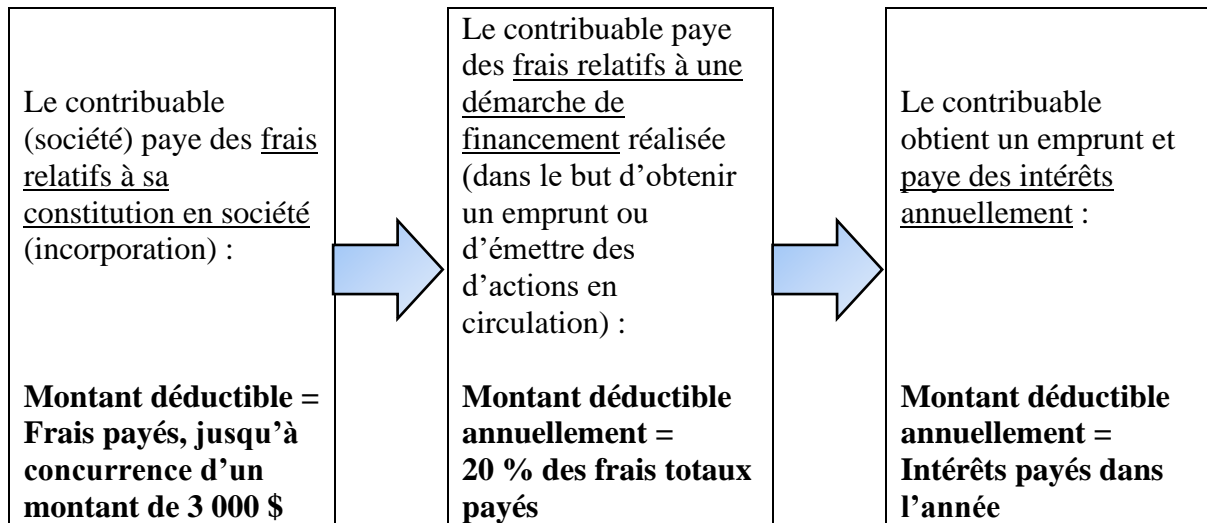 Le contribuable
(société) paye des frais
relatifs à sa
constitution en société
(incorporation) :
Montant déductible =
Frais payés, jusqu’à
concurrence d’un
montant de 3 000 $
Le contribuable paye
des frais relatifs à une
démarche de
financement réalisée
(dans le but d’obtenir
un emprunt ou
d’émettre des
d’actions en
circulation) :
Montant déductible
annuellement =
20 % des frais totaux
payés
Le contribuable
obtient un emprunt et
paye des intérêts
annuellement :
Montant déductible
annuellement =
Intérêts payés dans
l’année